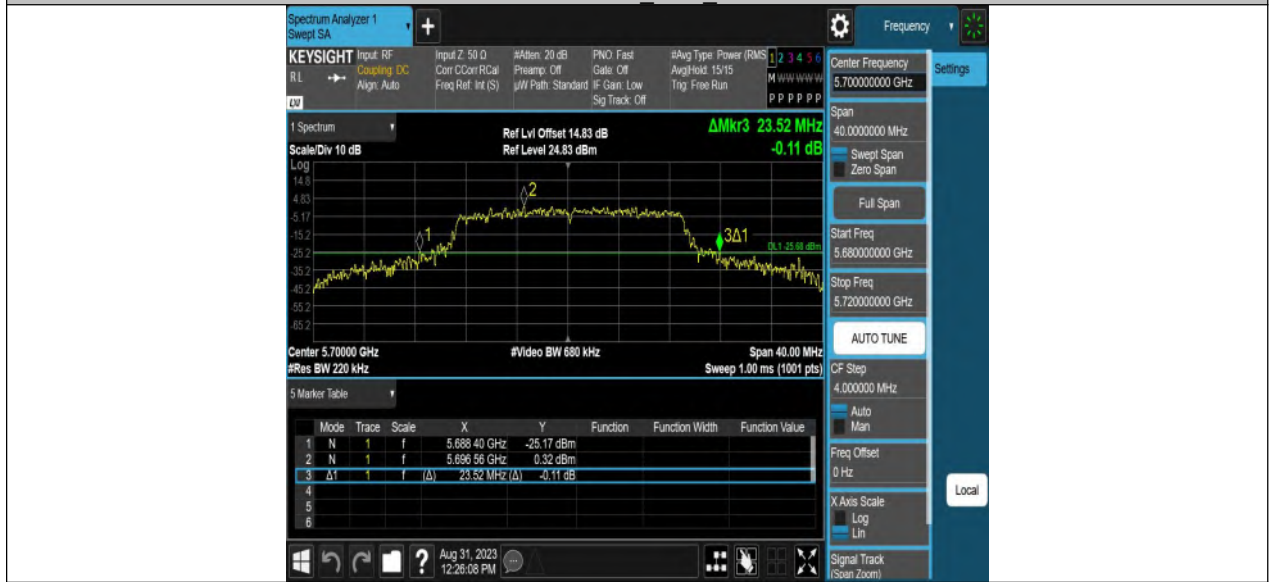 Spectrum Analyzer 1
Swept SA
+
Frequency
KEYSIGHT Input: RF Input Z: 50 Ω #Atten: 20 dB PNO: Fast #Avg Type: Power (RMS 1 2 3 4 5 6
RL Coupling: DC Corr CCorr RCal Preamp: Off Gate: Off Avg|Hold: 15/15 M W W W W W
Align: Auto Freq Ref: Int (S) µW Path: Standard IF Gain: Low Trig: Free Run
Sig Track: Off P P P P P P
LXI
Center Frequency
5.700000000 GHz
Settings
Span
40.0000000 MHz
Swept Span
Zero Span
Full Span
Start Freq
5.680000000 GHz
Stop Freq
5.720000000 GHz
AUTO TUNE
CF Step
4.000000 MHz
Auto
Man
Freq Offset
0 Hz
X Axis Scale
Log
Lin
Signal Track
(Span Zoom)
Local
1 Spectrum
Ref Lvl Offset 14.83 dB
ΔMkr3 23.52 MHz
Scale/Div 10 dB
Ref Level 24.83 dBm
-0.11 dB
Log
14.8
4.83
-5.17
-15.2
-25.2
-35.2
-45.2
-55.2
-65.2
1
2
3Δ1
DL1 -25.68 dBm
Center 5.70000 GHz #Video BW 680 kHz Span 40.00 MHz
#Res BW 220 kHz Sweep 1.00 ms (1001 pts)
5 Marker Table
Mode Trace Scale X Y Function Function Width Function Value
1 N 1 f 5.688 40 GHz -25.17 dBm
2 N 1 f 5.696 56 GHz 0.32 dBm
3 Δ1 1 f (Δ) 23.52 MHz (Δ) -0.11 dB
4
5
6
?
Aug 31, 2023
12:26:08 PM